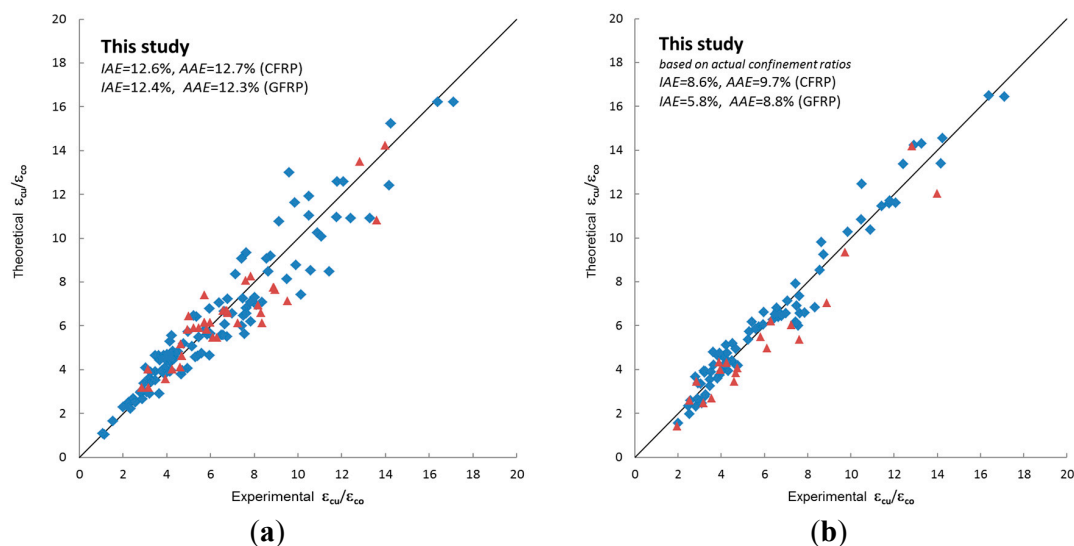 This study
IAE=12.6%, AAE=12.7% (CFRP)
IAE=12.4%, AAE=12.3% (GFRP)
Theoretical εcu/εco
20
18
16
14
12
10
8
6
4
2
0
0 2 4 6 8 10 12 14 16 18 20
Experimental εcu/εco
(a)
This study
based on actual confinement ratios
IAE=8.6%, AAE=9.7% (CFRP)
IAE=5.8%, AAE=8.8% (GFRP)
Theoretical εcu/εco
20
18
16
14
12
10
8
6
4
2
0
0 2 4 6 8 10 12 14 16 18 20
Experimental εcu/εco
(b)